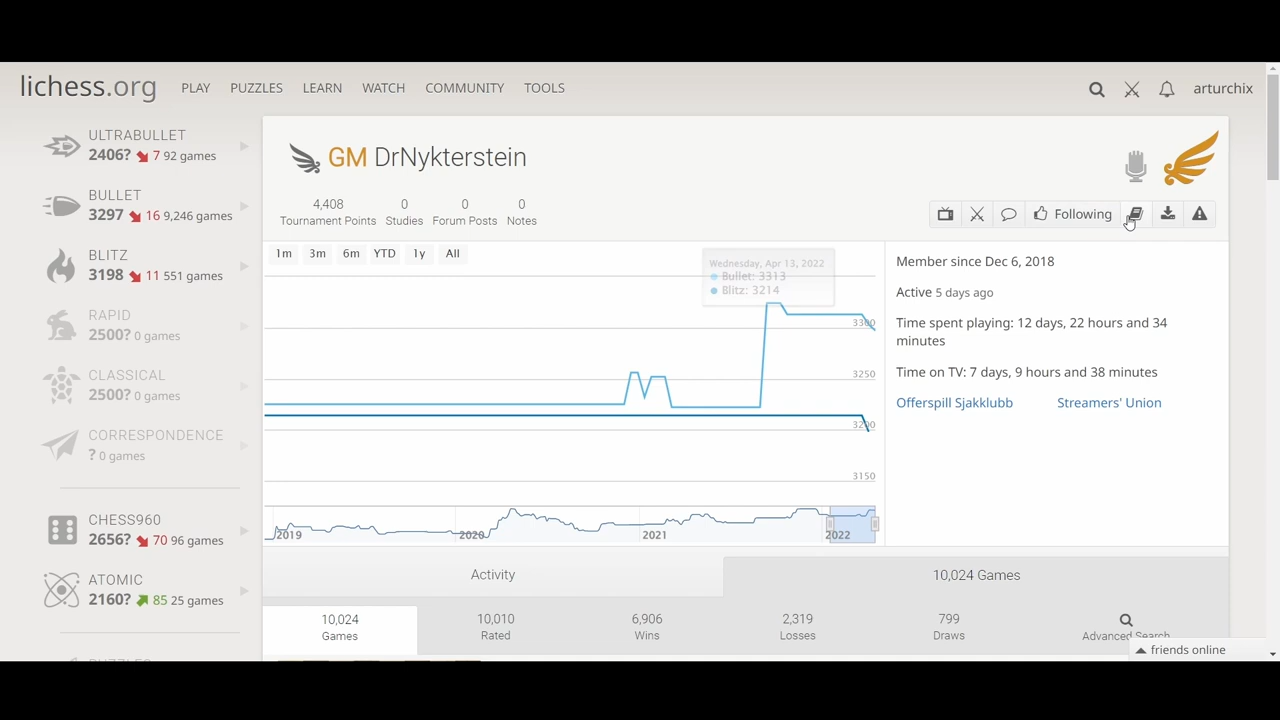 lichess.org PLAY PUZZLES LEARN WATCH COMMUNITY TOOLS arturchix
ULTRABULLET
2406? 7 92 games
BULLET
3297 16 9,246 games
BLITZ
3198 11 551 games
RAPID
2500? 0 games
CLASSICAL
2500? 0 games
CORRESPONDENCE
? 0 games
CHESS960
2656? 70 96 games
ATOMIC
2160? 85 25 games
GM DrNykterstein
4,408 0 0 0
Tournament Points Studies Forum Posts Notes
Following
1m 3m 6m YTD 1y All
Wednesday, Apr 13, 2022
Bullet: 3313
Blitz: 3214
3300
3250
3200
3150
2019 2020 2021 2022
Member since Dec 6, 2018
Active 5 days ago
Time spent playing: 12 days, 22 hours and 34
minutes
Time on TV: 7 days, 9 hours and 38 minutes
Offerspill Sjakklubb Streamers' Union
Activity 10,024 Games
10,024 10,010 6,906 2,319 799
Games Rated Wins Losses Draws Advanced Search
friends online